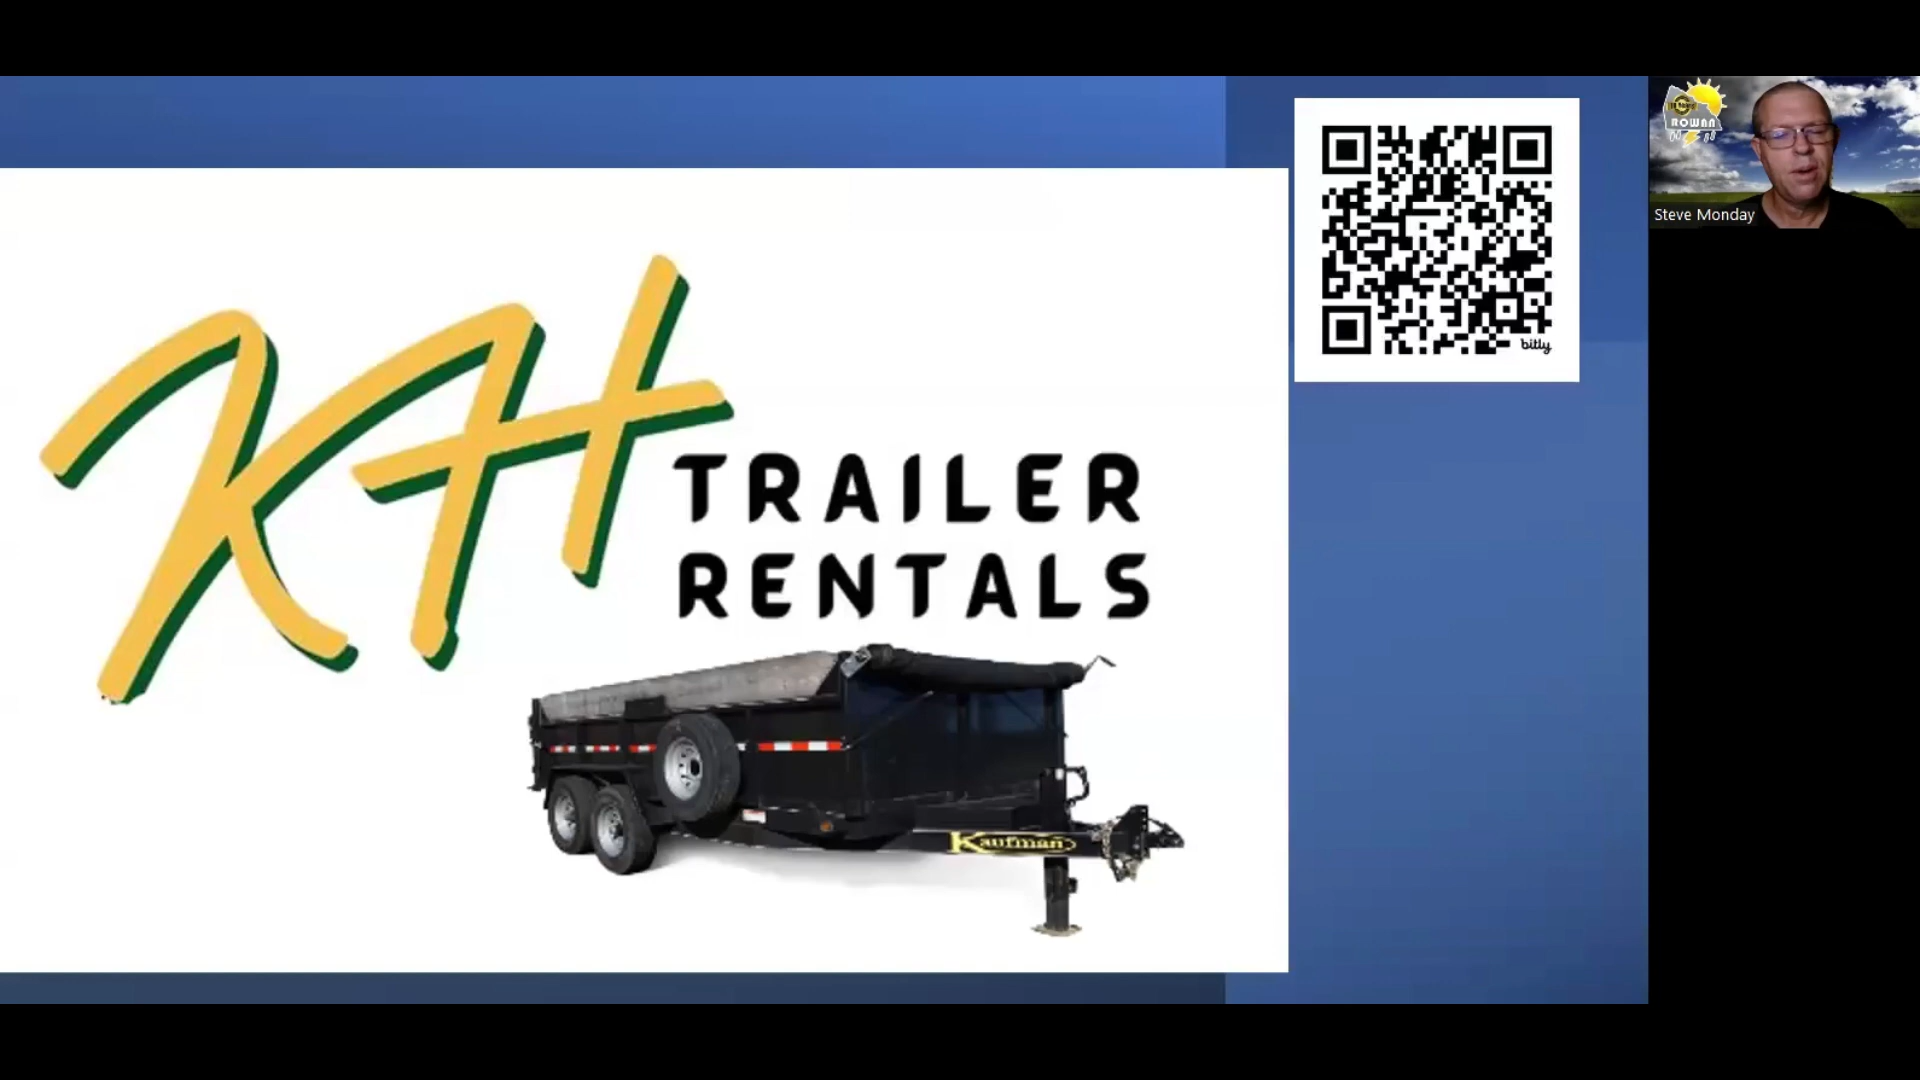 KH
TRAILER
RENTALS
Kaufman
bitly
ROWAN
Steve Monday